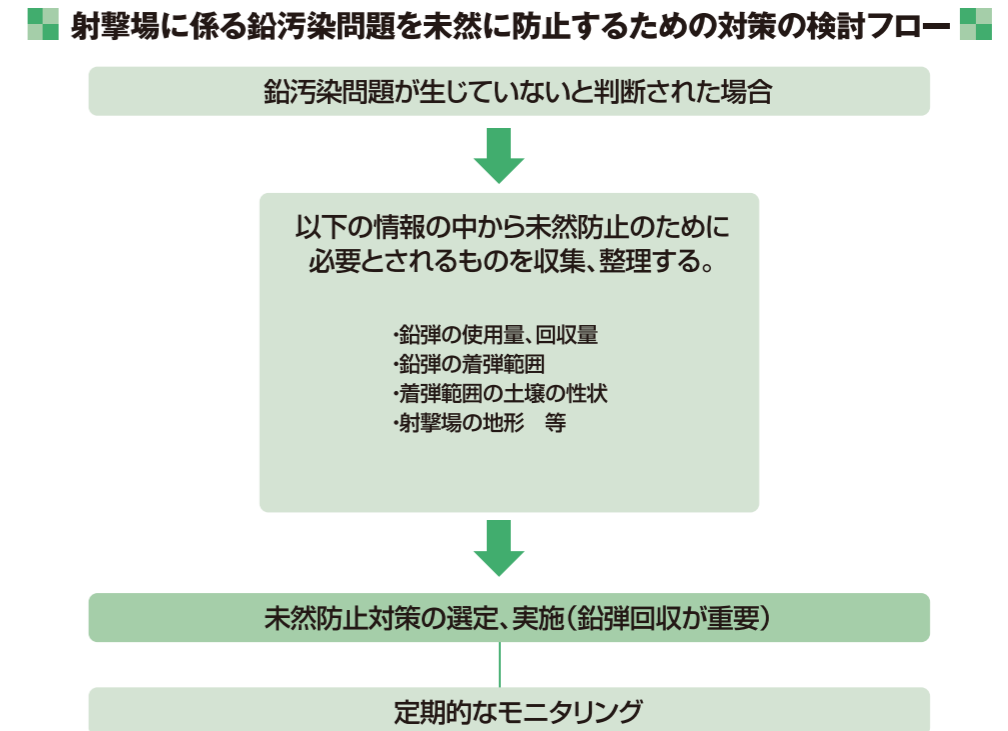 射撃場に係る鉛汚染問題を未然に防止するための対策の検討フロー
鉛汚染問題が生じていないと判断された場合
以下の情報の中から未然防止のために
必要とされるものを収集、整理する。
・鉛弾の使用量、回収量
・鉛弾の着弾範囲
・着弾範囲の土壌の性状
・射撃場の地形　等
未然防止対策の選定、実施（鉛弾回収が重要）
定期的なモニタリング